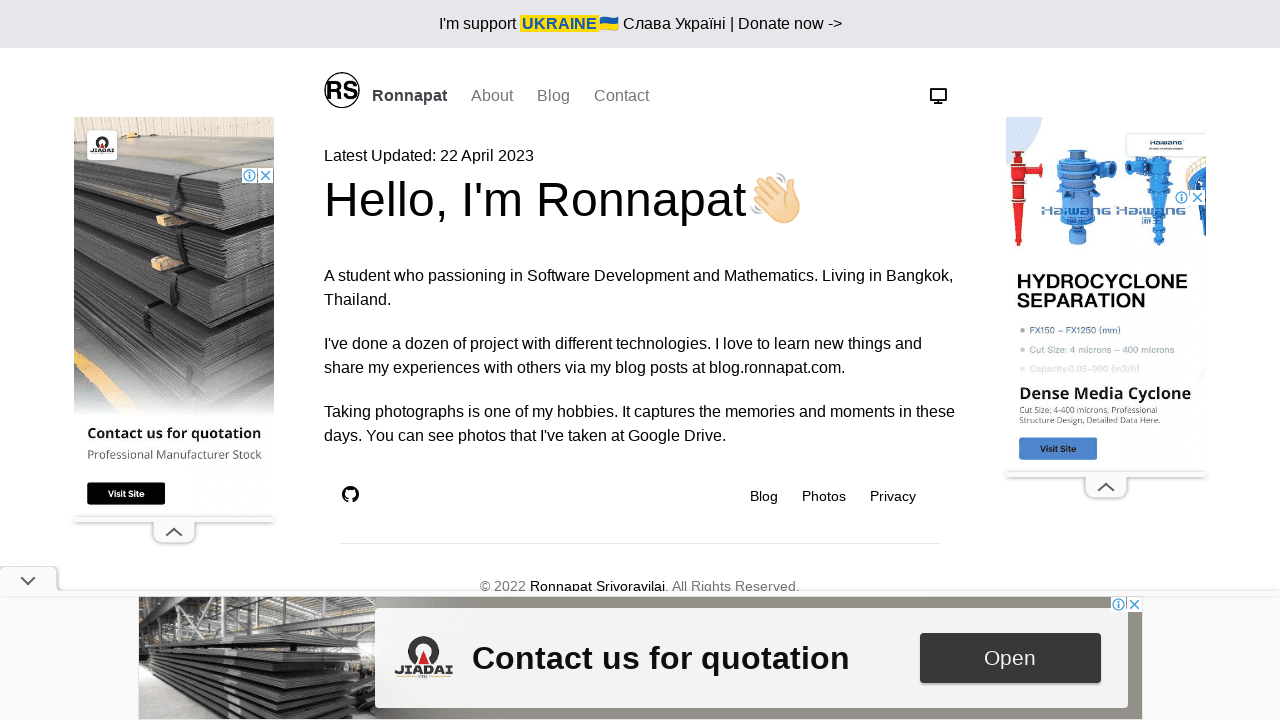 I'm support UKRAINE🇺🇦 Слава Україні | Donate now ->
RS
Ronnapat
About
Blog
Contact
Latest Updated: 22 April 2023
Hello, I'm Ronnapat👋
A student who passioning in Software Development and Mathematics. Living in Bangkok,
Thailand.
I've done a dozen of project with different technologies. I love to learn new things and
share my experiences with others via my blog posts at blog.ronnapat.com.
Taking photographs is one of my hobbies. It captures the memories and moments in these
days. You can see photos that I've taken at Google Drive.
Blog
Photos
Privacy
© 2022 Ronnapat Srivoravilai. All Rights Reserved.
JIADAI
Contact us for quotation
Professional Manufacturer Stock
Visit Site
Haiwang
Haiwang Haiwang
海王
HYDROCYCLONE
SEPARATION
FX150 – FX1250 (mm)
Cut Size: 4 microns – 400 microns
Capacity:0.05–900 (m3/h)
Dense Media Cyclone
Cut Size: 4-400 microns, Professional
Structure Design, Detailed Data Here.
Visit Site
JIADAI
Contact us for quotation
Open